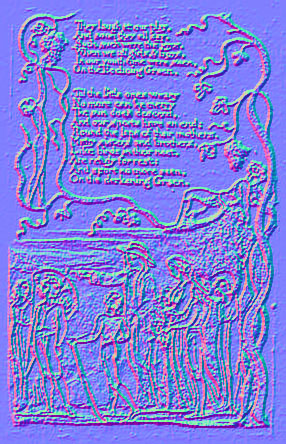 They laugh at our play,
And soon they all say,
Such, such were the joys,
When we all girls & boys,
In our youth time were seen,
On the Ecchoing Green.
Till the little ones weary
No more can be merry
The sun does descend,
And our sports have an end:
Round the laps of their mothers,
Many sisters and brothers,
Like birds in their nest,
Are ready for rest:
And sport no more seen,
On the darkening Green.